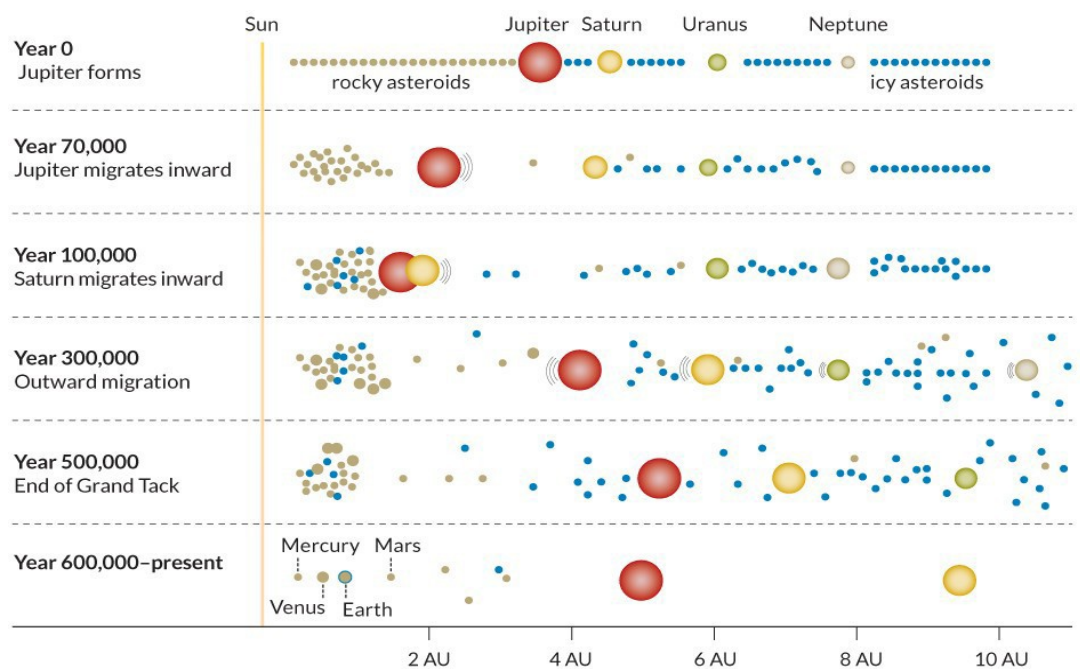 Sun
Jupiter
Saturn
Uranus
Neptune
Year 0
Jupiter forms
rocky asteroids
icy asteroids
Year 70,000
Jupiter migrates inward
Year 100,000
Saturn migrates inward
Year 300,000
Outward migration
Year 500,000
End of Grand Tack
Year 600,000–present
Mercury
Mars
Venus
Earth
2 AU
4 AU
6 AU
8 AU
10 AU